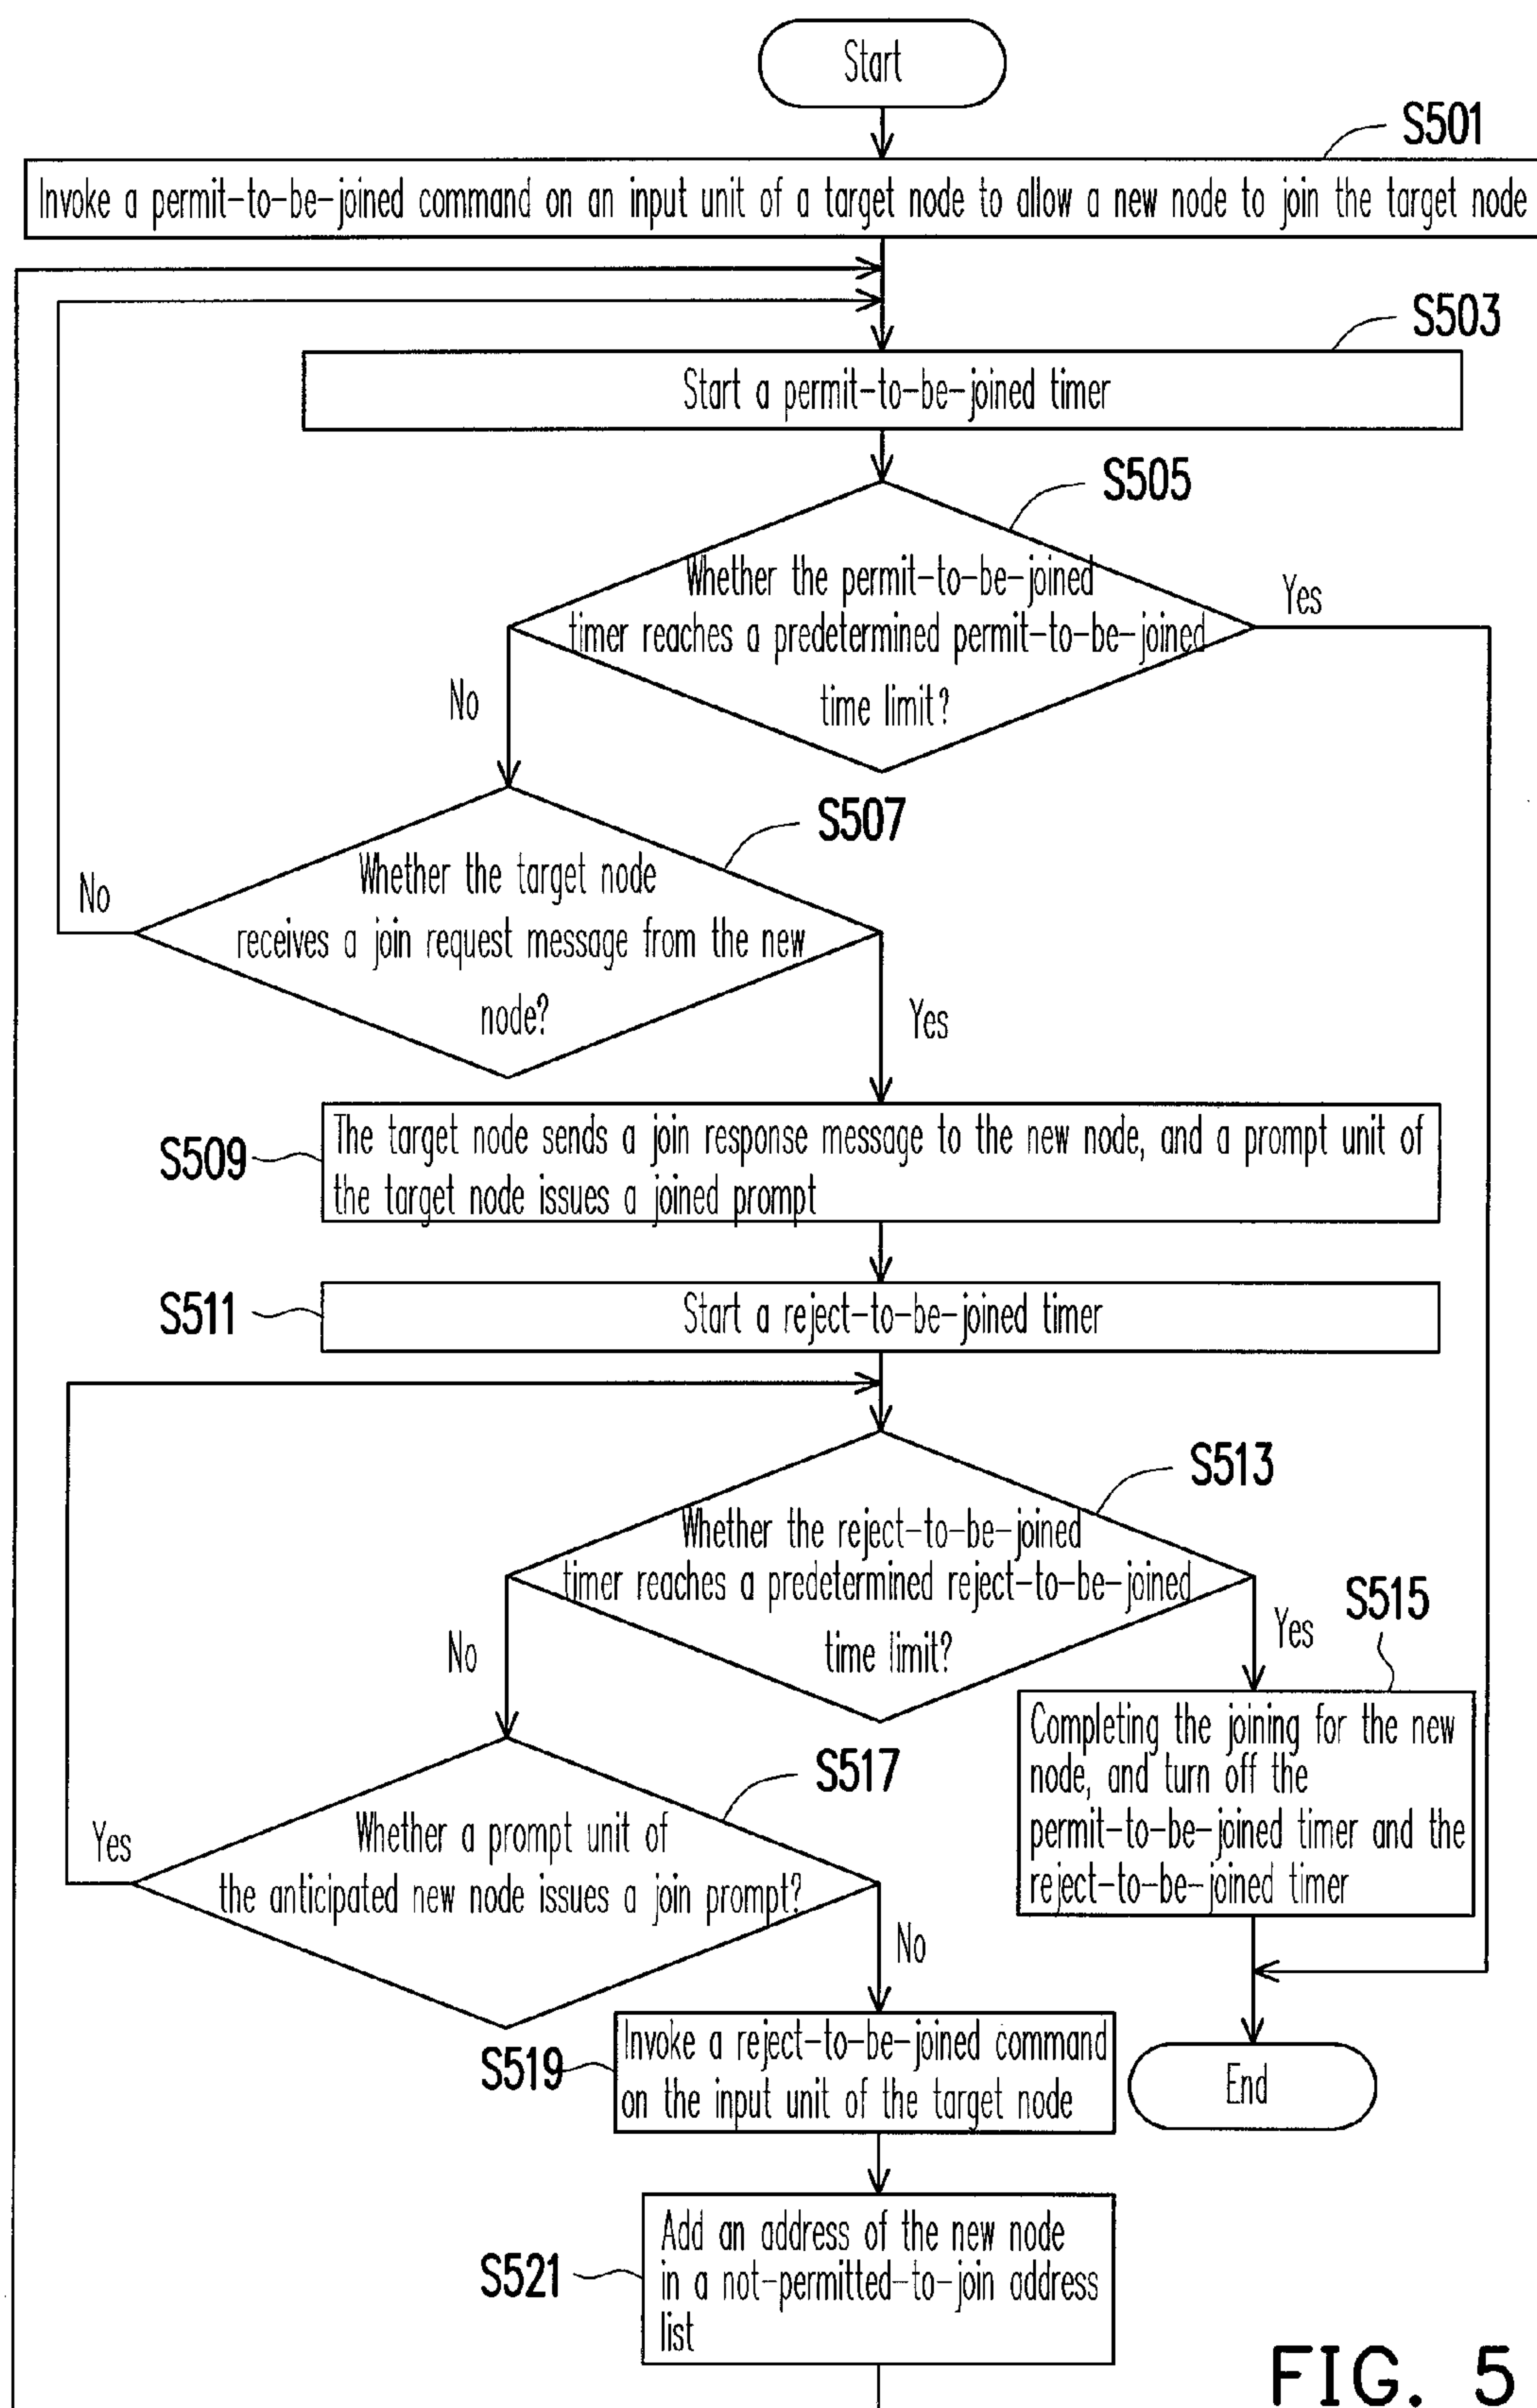 Start
S501
Invoke a permit-to-be-joined command on an input unit of a target node to allow a new node to join the target node
S503
Start a permit-to-be-joined timer
S505
Whether the permit-to-be-joined
timer reaches a predetermined permit-to-be-joined
time limit?
Yes
No
S507
Whether the target node
receives a join request message from the new
node?
No
Yes
S509
The target node sends a join response message to the new node, and a prompt unit of
the target node issues a joined prompt
S511
Start a reject-to-be-joined timer
S513
Whether the reject-to-be-joined
timer reaches a predetermined reject-to-be-joined
time limit?
No
Yes
S515
Completing the joining for the new
node, and turn off the
permit-to-be-joined timer and the
reject-to-be-joined timer
S517
Whether a prompt unit of
the anticipated new node issues a join prompt?
Yes
No
S519
Invoke a reject-to-be-joined command
on the input unit of the target node
End
S521
Add an address of the new node
in a not-permitted-to-join address
list
FIG. 5